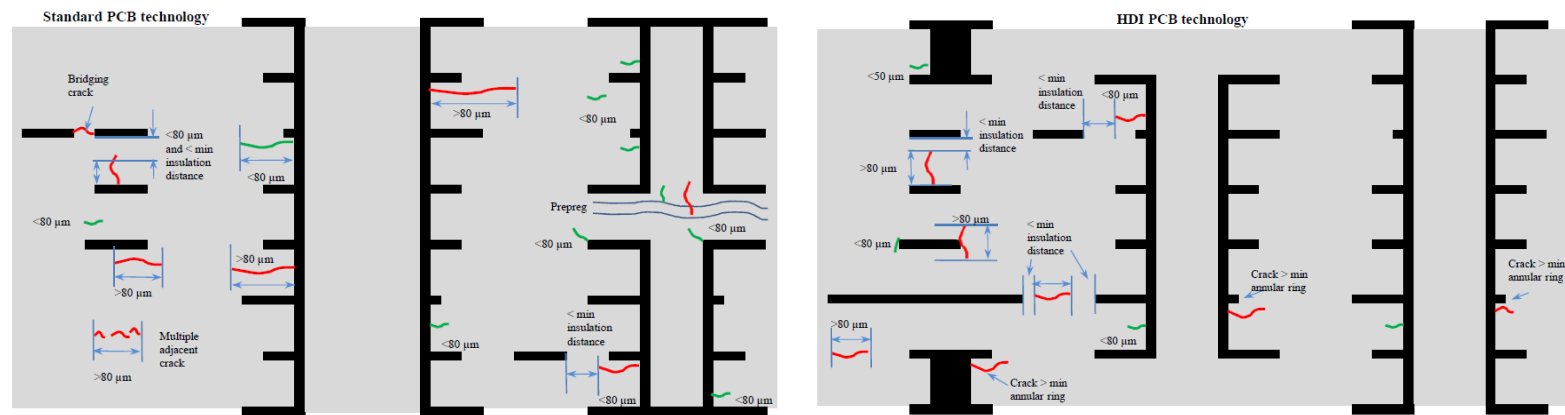 Standard PCB technology
Bridging
crack
<80 µm
and < min
insulation
distance
<80 µm
<80 µm
>80 µm
>80 µm
>80 µm
Multiple
adjacent
crack
>80 µm
<80 µm
Prepreg
<80 µm
<80 µm
<80 µm
< min
insulation
distance
<80 µm
<80 µm
HDI PCB technology
<50 µm
< min
insulation
distance
<80 µm
< min
insulation
distance
>80 µm
>80 µm
<80 µm
< min
insulation
distance
Crack > min
annular ring
Crack > min
annular ring
>80 µm
<80 µm
Crack > min
annular ring